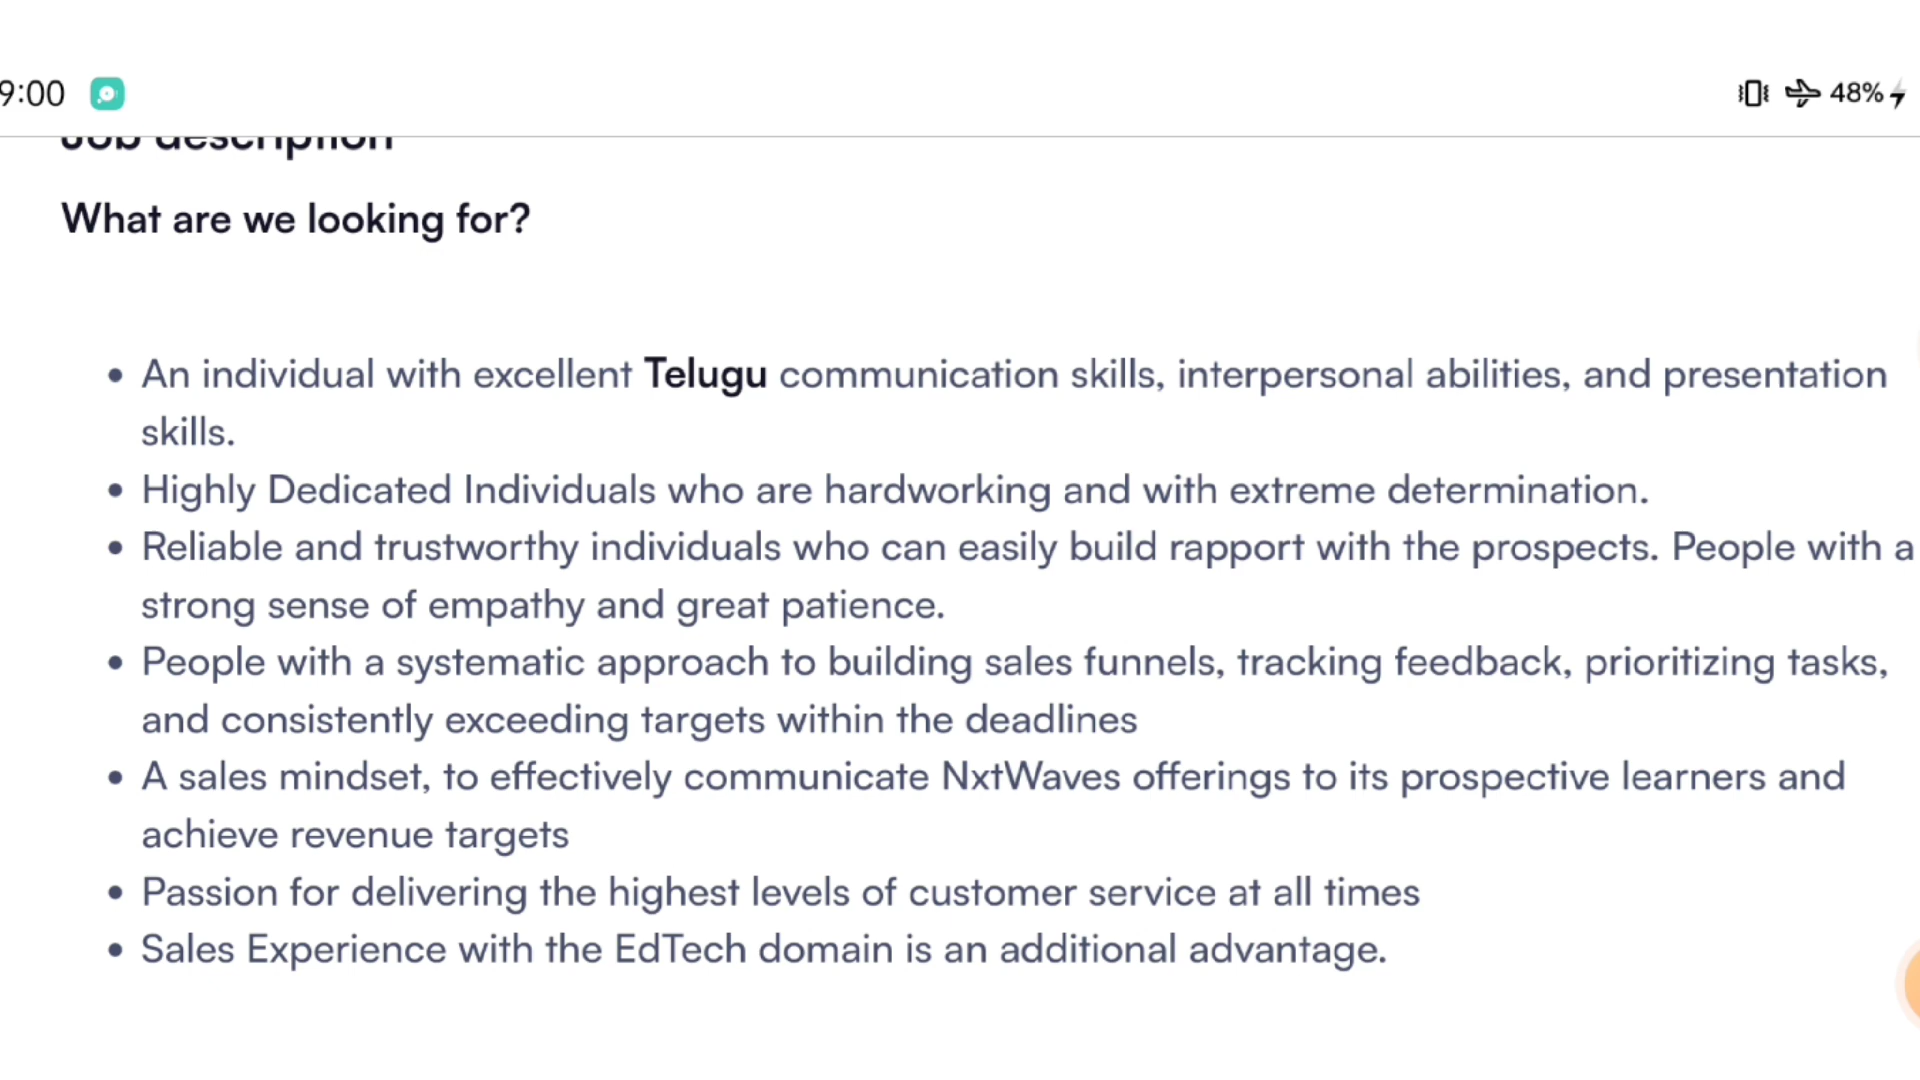 9:00
48%
Job description
What are we looking for?
• An individual with excellent Telugu communication skills, interpersonal abilities, and presentation
skills.
• Highly Dedicated Individuals who are hardworking and with extreme determination.
• Reliable and trustworthy individuals who can easily build rapport with the prospects. People with a
strong sense of empathy and great patience.
• People with a systematic approach to building sales funnels, tracking feedback, prioritizing tasks,
and consistently exceeding targets within the deadlines
• A sales mindset, to effectively communicate NxtWaves offerings to its prospective learners and
achieve revenue targets
• Passion for delivering the highest levels of customer service at all times
• Sales Experience with the EdTech domain is an additional advantage.